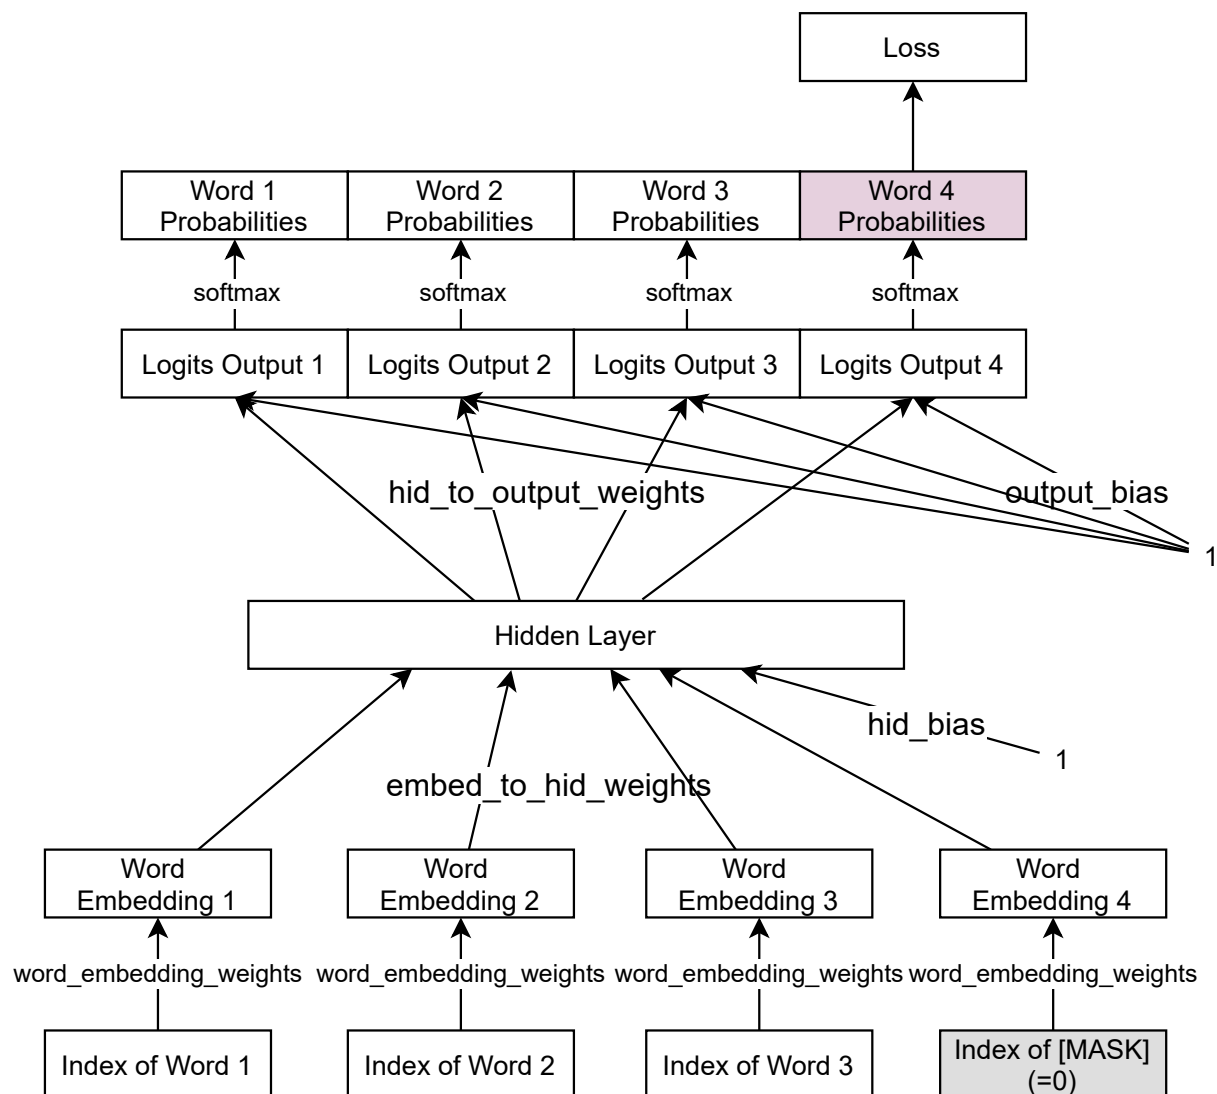 Loss
Word 1
Probabilities
Word 2
Probabilities
Word 3
Probabilities
Word 4
Probabilities
softmax
softmax
softmax
softmax
Logits Output 1
Logits Output 2
Logits Output 3
Logits Output 4
hid_to_output_weights
output_bias
1
Hidden Layer
hid_bias
1
embed_to_hid_weights
Word
Embedding 1
Word
Embedding 2
Word
Embedding 3
Word
Embedding 4
word_embedding_weights
word_embedding_weights
word_embedding_weights
word_embedding_weights
Index of Word 1
Index of Word 2
Index of Word 3
Index of [MASK]
(=0)